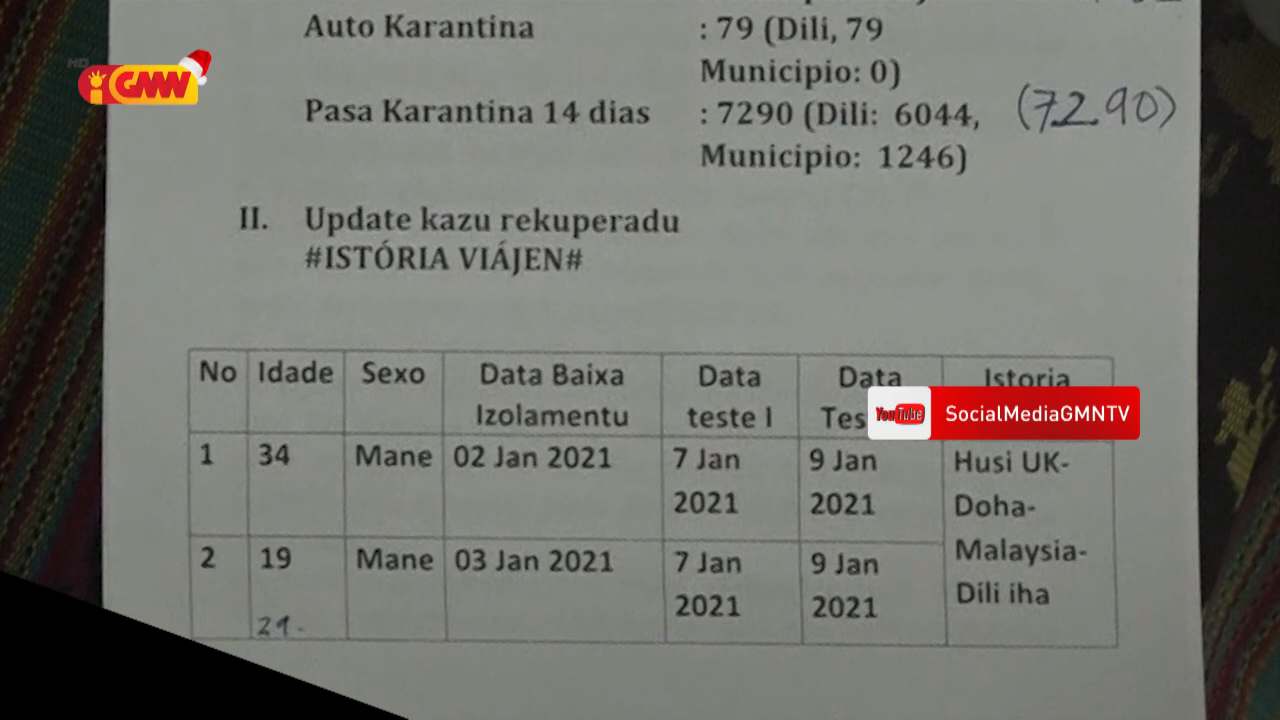 Auto Karantina : 79 (Dili, 79
Municipio: 0)
Pasa Karantina 14 dias : 7290 (Dili: 6044, (7290)
Municipio: 1246)
HD
GMN
II. Update kazu rekuperadu
#ISTÓRIA VIÁJEN#
No Idade Sexo Data Baixa Izolamentu Data teste I Data Istoria
YouTube SocialMediaGMNTV
1 34 Mane 02 Jan 2021 7 Jan 2021 9 Jan 2021 Husi UK-
Doha-
Malaysia-
Dili iha
2 19 Mane 03 Jan 2021 7 Jan 2021 9 Jan 2021
29.